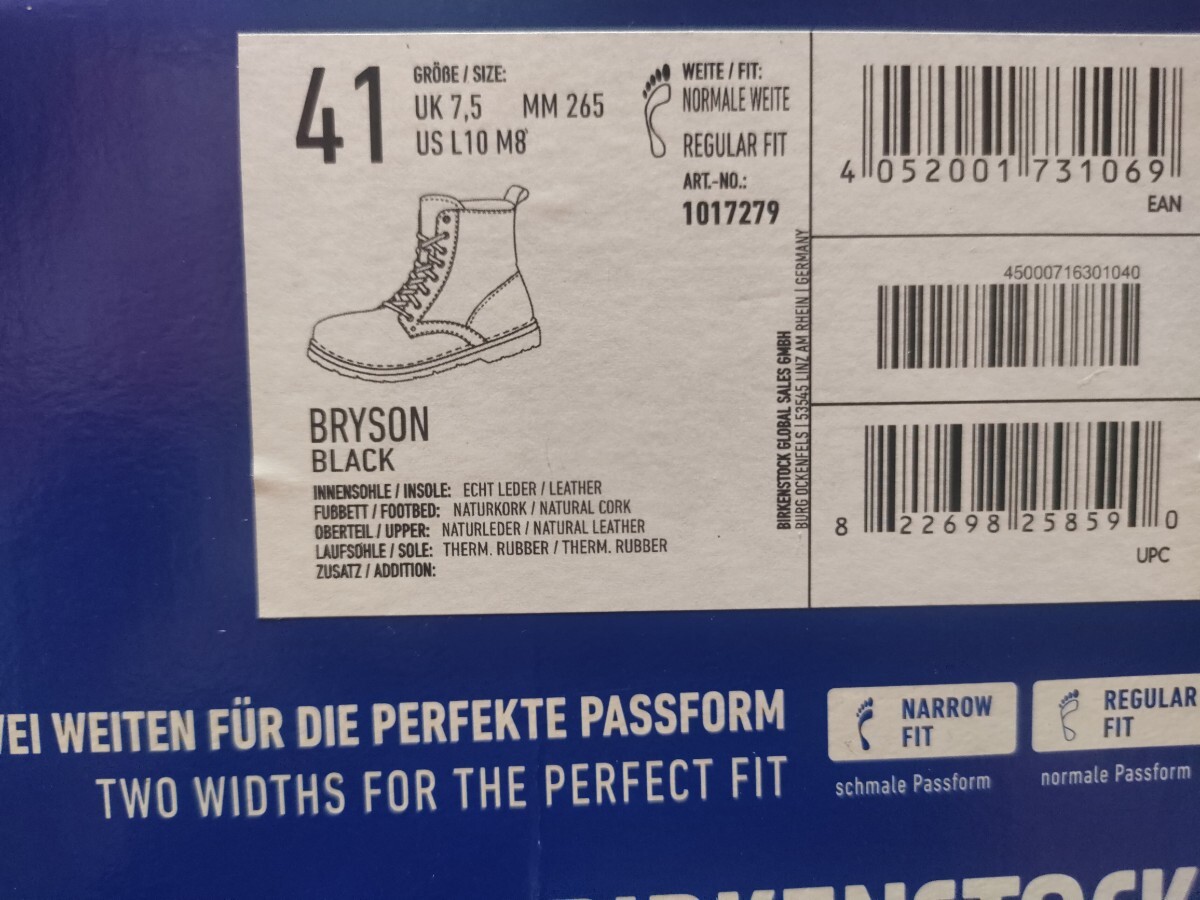 41
GRÖßE / SIZE:
UK 7,5 MM 265
US L10 M8
WEITE / FIT:
NORMALE WEITE
REGULAR FIT
ART.-NO.:
1017279
BRYSON
BLACK
INNENSOHLE / INSOLE: ECHT LEDER / LEATHER
FUßBETT / FOOTBED: NATURKORK / NATURAL CORK
OBERTEIL / UPPER: NATURLEDER / NATURAL LEATHER
LAUFSOHLE / SOLE: THERM. RUBBER / THERM. RUBBER
ZUSATZ / ADDITION:
BIRKENSTOCK GLOBAL SALES GMBH
BURG OCKENFELS | 53545 LINZ AM RHEIN | GERMANY
4 052001 731069
EAN
45000716301040
8 22698 25859 0
UPC
WEITEN FÜR DIE PERFEKTE PASSFORM
TWO WIDTHS FOR THE PERFECT FIT
NARROW
FIT
schmale Passform
REGULAR
FIT
normale Passform
BIRKENSTOCK